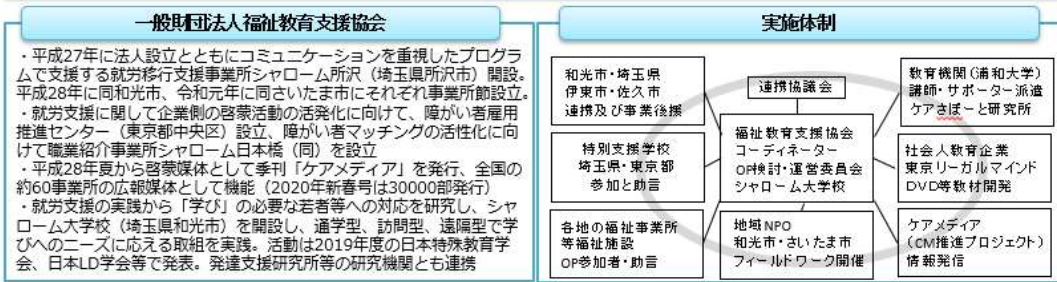 一般財団法人福祉教育支援協会
・平成27年に法人設立とともにコミュニケーションを重視したプログラ
ムで支援する就労移行支援事業所シャローム所沢（埼玉県所沢市）開設。
平成28年に同和光市、令和元年に同さいたま市にそれぞれ事業所節設立。
・就労支援に関して企業側の啓蒙活動の活発化に向けて、障がい者雇用
推進センター（東京都中央区）設立、障がい者マッチングの活性化に向
けて職業紹介事業所シャローム日本橋（同）を設立
・平成28年夏から啓蒙媒体として季刊「ケアメディア」を発行、全国の
約60事業所の広報媒体として機能（2020年新春号は30000部発行）
・就労支援の実践から「学び」の必要な若者等への対応を研究し、シャ
ローム大学校（埼玉県和光市）を開設し、通学型、訪問型、遠隔型で学
びへのニーズに応える取組を実践。活動は2019年度の日本特殊教育学
会、日本LD学会等で発表。発達支援研究所等の研究機関とも連携
実施体制
和光市・埼玉県
伊東市・佐久市
連携及び事業後援
連携協議会
教育機関（浦和大学）
講師・サポーター派遣
ケアさぽーと研究所
特別支援学校
埼玉県・東京都
参加と助言
福祉教育支援協会
コーディネーター
OP検討・運営委員会
シャローム大学校
社会人教育企業
東京リーガルマインド
DVD等教材開発
各地の福祉事業所
等福祉施設
OP参加者・助言
地域NPO
和光市・さいたま市
フィールドワーク開催
ケアメディア
（CM推進プロジェクト）
情報発信